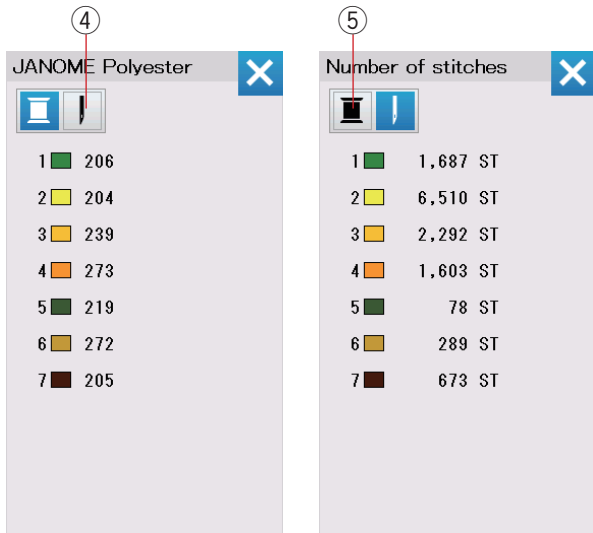 ④
JANOME Polyester
1 206
2 204
3 239
4 273
5 219
6 272
7 205
⑤
Number of stitches
1 1,687 ST
2 6,510 ST
3 2,292 ST
4 1,603 ST
5 78 ST
6 289 ST
7 673 ST